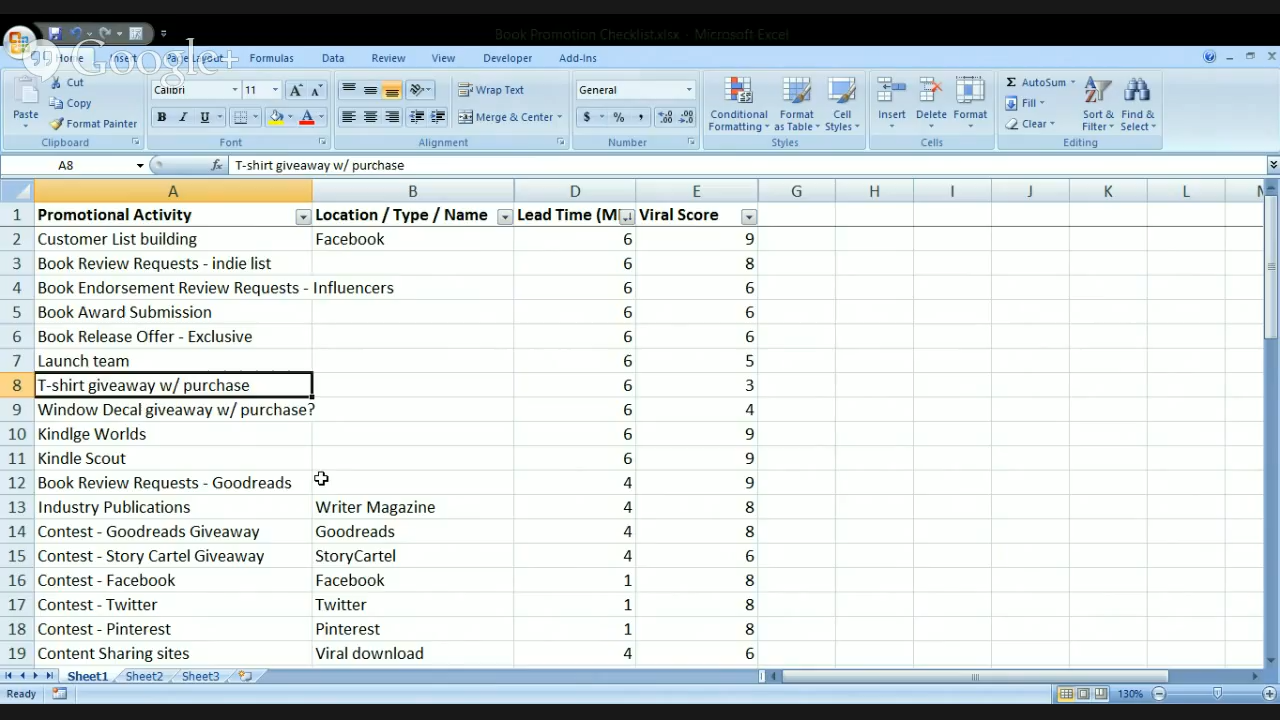 Book Promotion Checklist.xlsx
Google+
Home Insert Page Layout Formulas Data Review View Developer Add-Ins
Paste Cut Copy Format Painter
Calibri 11
B I U
Wrap Text
Merge & Center
General
$ % ,
Conditional Formatting Format as Table Cell Styles
Insert Delete Format
AutoSum Fill Clear Sort & Filter Find & Select
Clipboard Font Alignment Number Styles Cells Editing
A8 fx T-shirt giveaway w/ purchase
A B D E G H I J K L M
1 Promotional Activity Location / Type / Name Lead Time (M Viral Score
2 Customer List building Facebook 6 9
3 Book Review Requests - indie list 6 8
4 Book Endorsement Review Requests - Influencers 6 6
5 Book Award Submission 6 6
6 Book Release Offer - Exclusive 6 6
7 Launch team 6 5
8 T-shirt giveaway w/ purchase 6 3
9 Window Decal giveaway w/ purchase? 6 4
10 Kindlge Worlds 6 9
11 Kindle Scout 6 9
12 Book Review Requests - Goodreads 4 9
13 Industry Publications Writer Magazine 4 8
14 Contest - Goodreads Giveaway Goodreads 4 8
15 Contest - Story Cartel Giveaway StoryCartel 4 6
16 Contest - Facebook Facebook 1 8
17 Contest - Twitter Twitter 1 8
18 Contest - Pinterest Pinterest 1 8
19 Content Sharing sites Viral download 4 6
Sheet1 Sheet2 Sheet3
Ready 130%